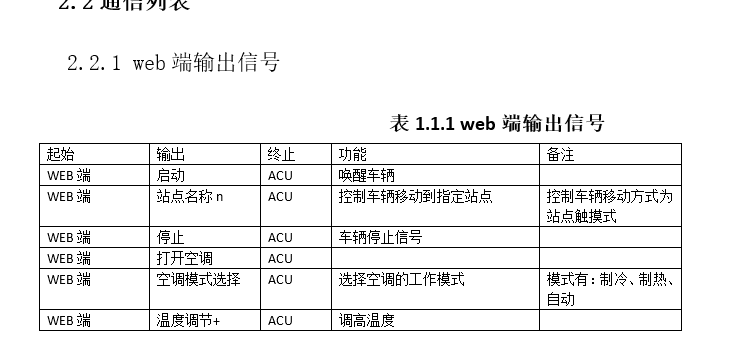 2.2 通信列表
2.2.1 web 端输出信号
表 1.1.1 web 端输出信号
起始 输出 终止 功能 备注
WEB 端 启动 ACU 唤醒车辆
WEB 端 站点名称 n ACU 控制车辆移动到指定站点 控制车辆移动方式为
站点触摸式
WEB 端 停止 ACU 车辆停止信号
WEB 端 打开空调 ACU
WEB 端 空调模式选择 ACU 选择空调的工作模式 模式有：制冷、制热、
自动
WEB 端 温度调节+ ACU 调高温度